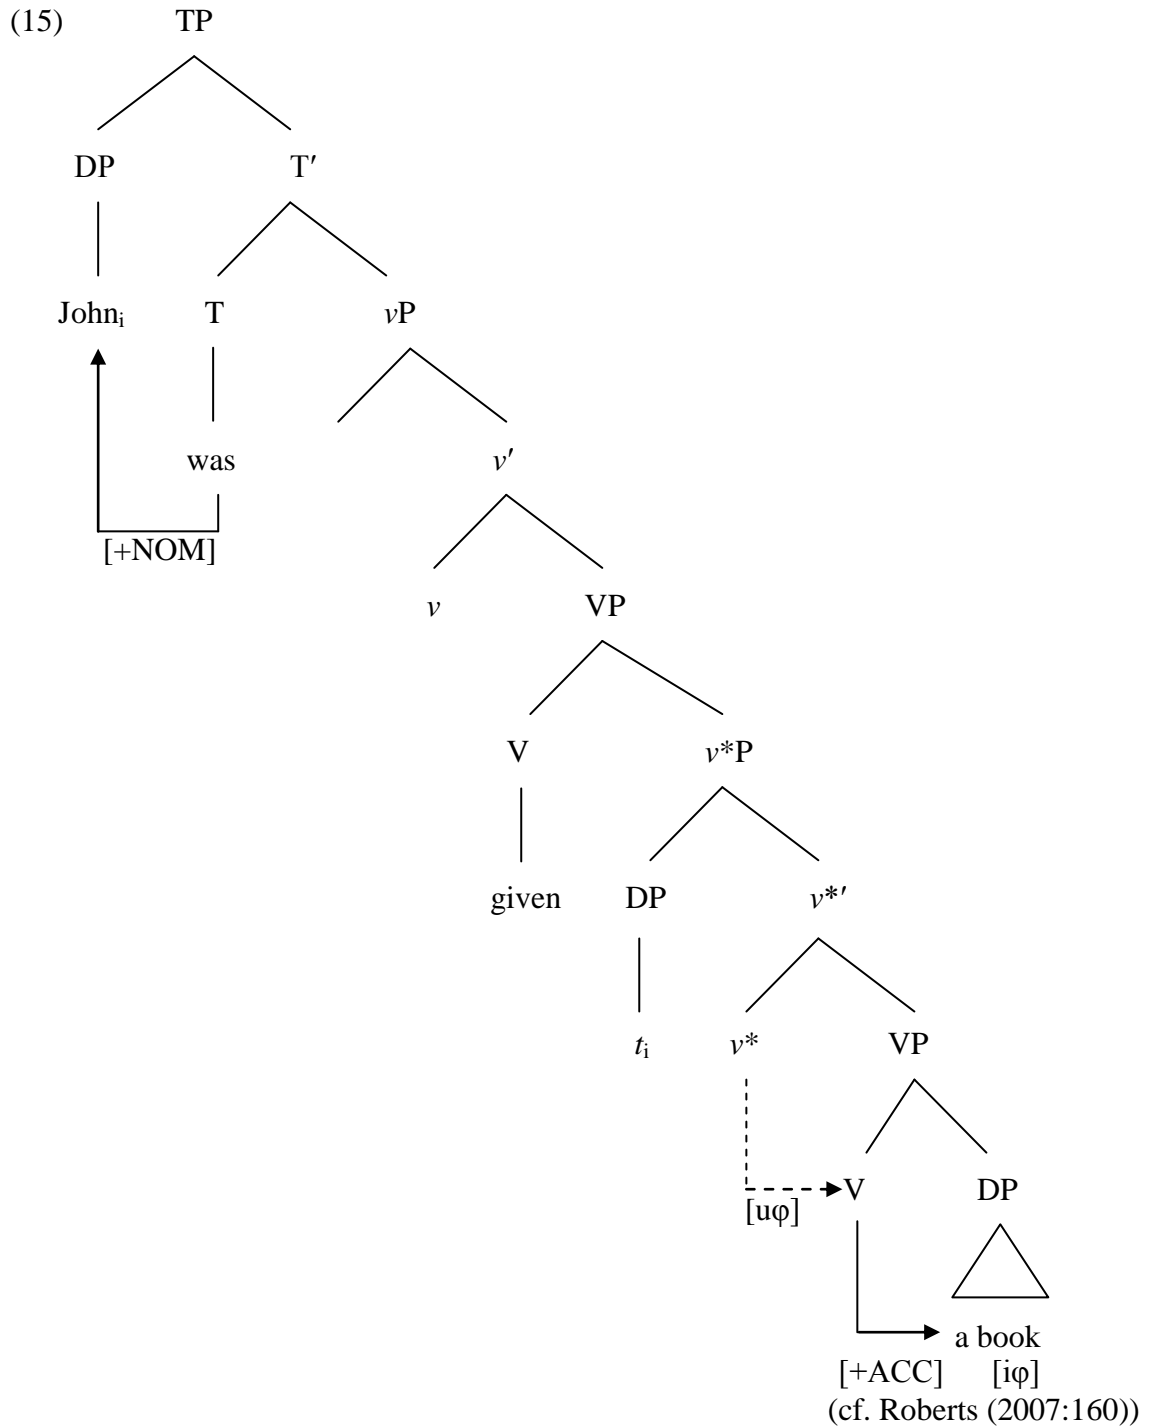 (15) TP
DP T′
Johnᵢ T vP
was v′
[+NOM]
v VP
V v*P
given DP v*′
tᵢ v* VP
V DP
[uφ]
a book
[+ACC] [iφ]
(cf. Roberts (2007:160))